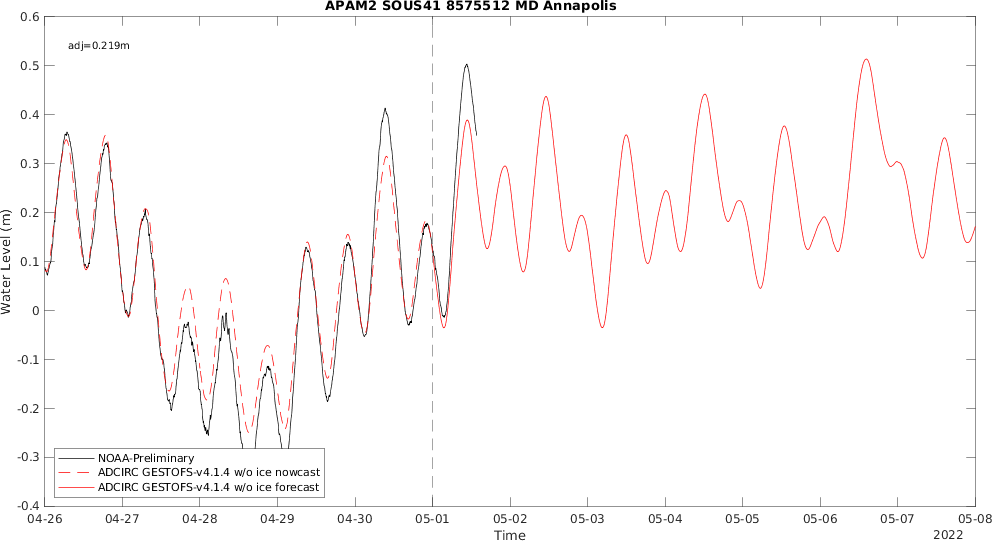 APAM2 SOUS41 8575512 MD Annapolis
adj=0.219m
0.6
0.5
0.4
0.3
0.2
0.1
0
-0.1
-0.2
-0.3
-0.4
Water Level (m)
NOAA-Preliminary
ADCIRC GESTOFS-v4.1.4 w/o ice nowcast
ADCIRC GESTOFS-v4.1.4 w/o ice forecast
04-26 04-27 04-28 04-29 04-30 05-01 05-02 05-03 05-04 05-05 05-06 05-07 05-08
Time
2022